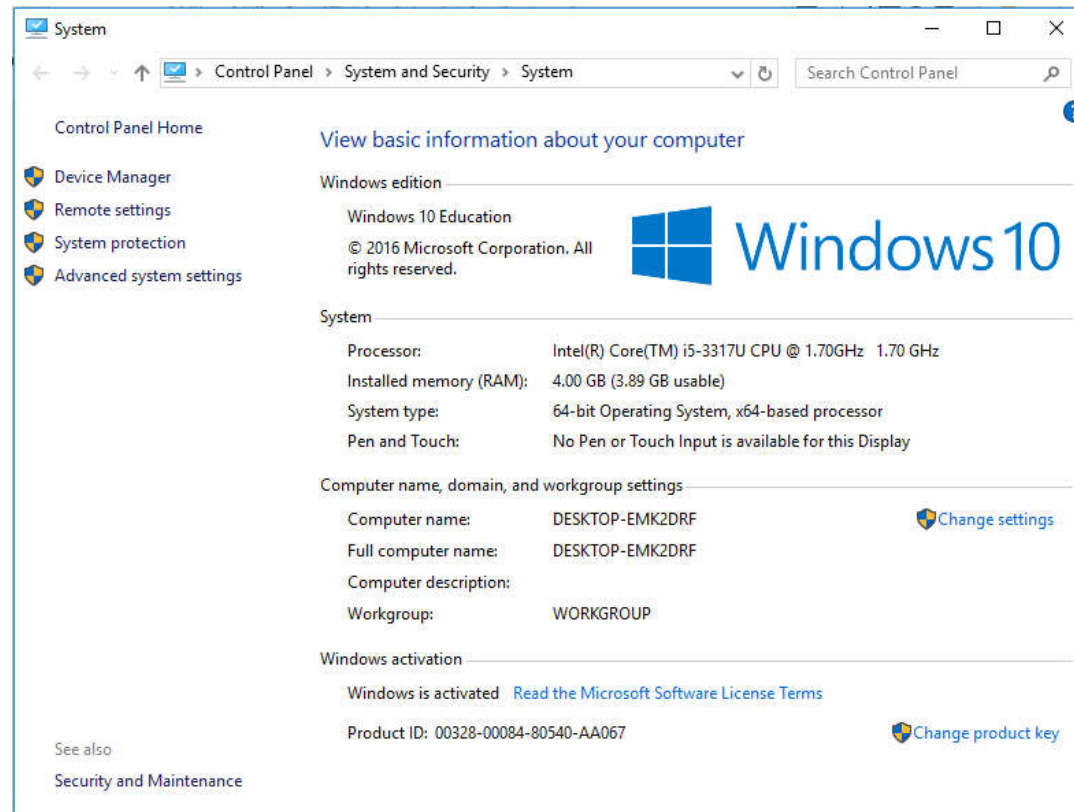 System
Control Panel > System and Security > System
Search Control Panel
Control Panel Home
Device Manager
Remote settings
System protection
Advanced system settings
View basic information about your computer
Windows edition
Windows 10 Education
© 2016 Microsoft Corporation. All
rights reserved.
Windows 10
System
Processor: Intel(R) Core(TM) i5-3317U CPU @ 1.70GHz 1.70 GHz
Installed memory (RAM): 4.00 GB (3.89 GB usable)
System type: 64-bit Operating System, x64-based processor
Pen and Touch: No Pen or Touch Input is available for this Display
Computer name, domain, and workgroup settings
Computer name: DESKTOP-EMK2DRF Change settings
Full computer name: DESKTOP-EMK2DRF
Computer description:
Workgroup: WORKGROUP
Windows activation
Windows is activated Read the Microsoft Software License Terms
Product ID: 00328-00084-80540-AA067 Change product key
See also
Security and Maintenance